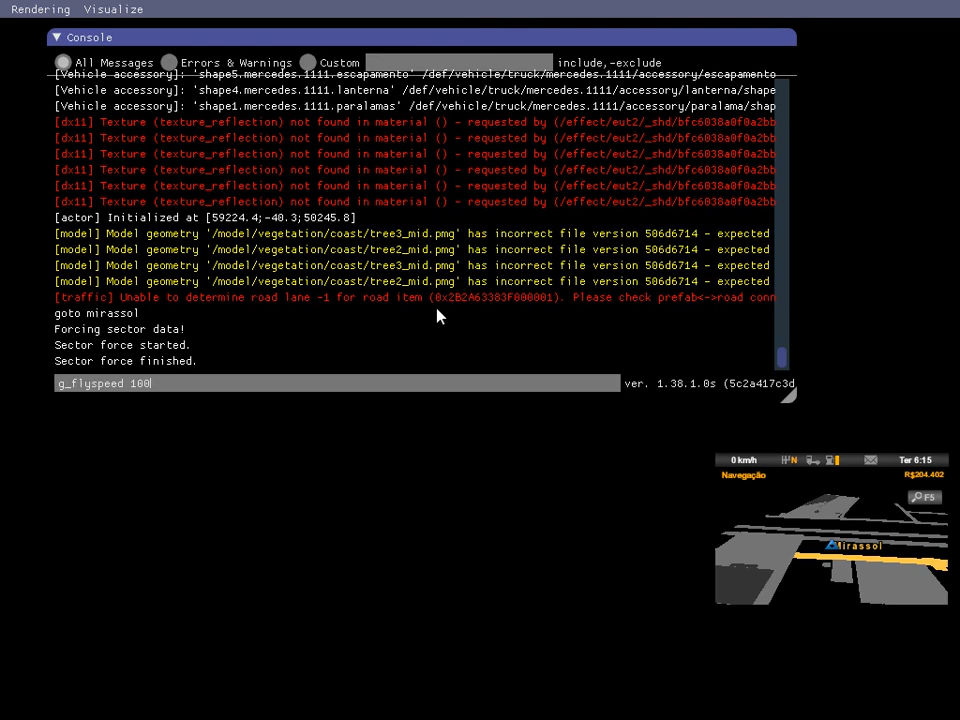 Rendering Visualize
▼ Console
All Messages Errors & Warnings Custom include,-exclude
[Vehicle accessory]: 'shape5.mercedes.1111.escapamento' /def/vehicle/truck/mercedes.1111/accessory/escapamento
[Vehicle accessory]: 'shape4.mercedes.1111.lanterna' /def/vehicle/truck/mercedes.1111/accessory/lanterna/shape
[Vehicle accessory]: 'shape1.mercedes.1111.paralamas' /def/vehicle/truck/mercedes.1111/accessory/paralama/shap
[dx11] Texture (texture_reflection) not found in material () - requested by (/effect/eut2/_shd/bfc6038a0f0a2bb
[dx11] Texture (texture_reflection) not found in material () - requested by (/effect/eut2/_shd/bfc6038a0f0a2bb
[dx11] Texture (texture_reflection) not found in material () - requested by (/effect/eut2/_shd/bfc6038a0f0a2bb
[dx11] Texture (texture_reflection) not found in material () - requested by (/effect/eut2/_shd/bfc6038a0f0a2bb
[dx11] Texture (texture_reflection) not found in material () - requested by (/effect/eut2/_shd/bfc6038a0f0a2bb
[dx11] Texture (texture_reflection) not found in material () - requested by (/effect/eut2/_shd/bfc6038a0f0a2bb
[actor] Initialized at [59224.4;-40.3;50245.8]
[model] Model geometry '/model/vegetation/coast/tree3_mid.pmg' has incorrect file version 506d6714 - expected
[model] Model geometry '/model/vegetation/coast/tree2_mid.pmg' has incorrect file version 506d6714 - expected
[model] Model geometry '/model/vegetation/coast/tree3_mid.pmg' has incorrect file version 506d6714 - expected
[model] Model geometry '/model/vegetation/coast/tree2_mid.pmg' has incorrect file version 506d6714 - expected
[traffic] Unable to determine road lane -1 for road item (0x2B2A63383F000001). Please check prefab<->road conn
goto mirassol
Forcing sector data!
Sector force started.
Sector force finished.
g_flyspeed 100
ver. 1.38.1.0s (5c2a417c3d
0 km/h N Ter 6:15
Navegação R$204.402
F5
Mirassol